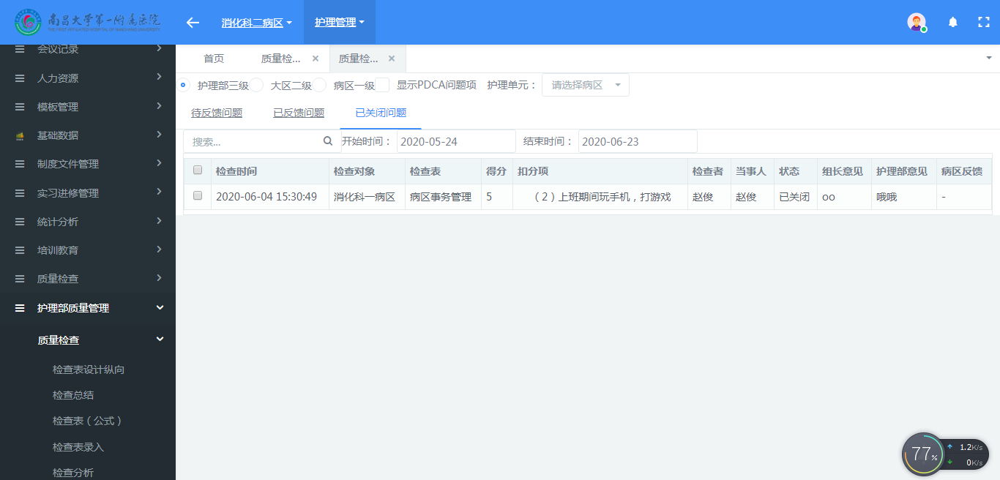 南昌大学第一附属医院
THE FIRST AFFILIATED HOSPITAL OF NANCHANG UNIVERSITY
消化科二病区
护理管理
会议记录
人力资源
模板管理
基础数据
制度文件管理
实习进修管理
统计分析
培训教育
质量检查
护理部质量管理
质量检查
检查表设计纵向
检查总结
检查表（公式）
检查表录入
检查分析
首页 质量检... 质量检...
护理部三级 大区二级 病区一级 显示PDCA问题项 护理单元： 请选择病区
待反馈问题 已反馈问题 已关闭问题
搜索... 开始时间： 2020-05-24 结束时间： 2020-06-23
检查时间 检查对象 检查表 得分 扣分项 检查者 当事人 状态 组长意见 护理部意见 病区反馈
2020-06-04 15:30:49 消化科一病区 病区事务管理 5 （2）上班期间玩手机，打游戏 赵俊 赵俊 已关闭 oo 哦哦 -
77%
1.2K/s
0K/s